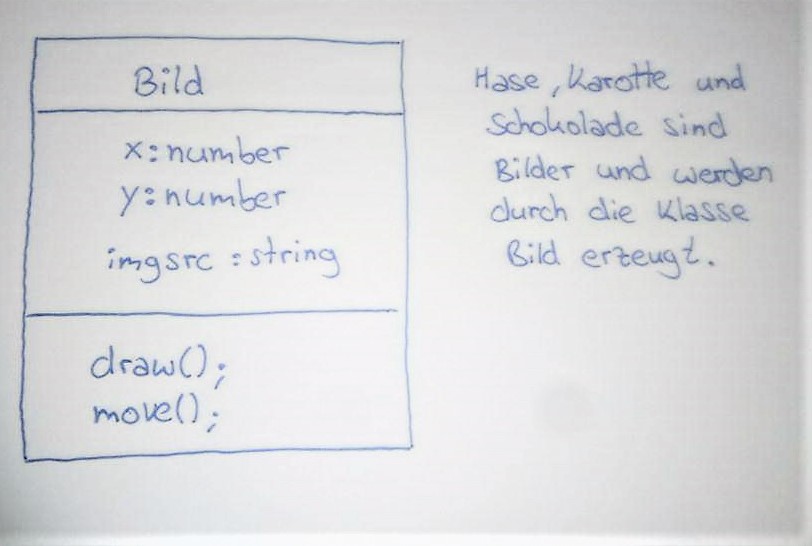 Bild
x:number
y:number
imgsrc : string
draw();
move();
Hase, Karotte und
Schokolade sind
Bilder und werden
durch die Klasse
Bild erzeugt.